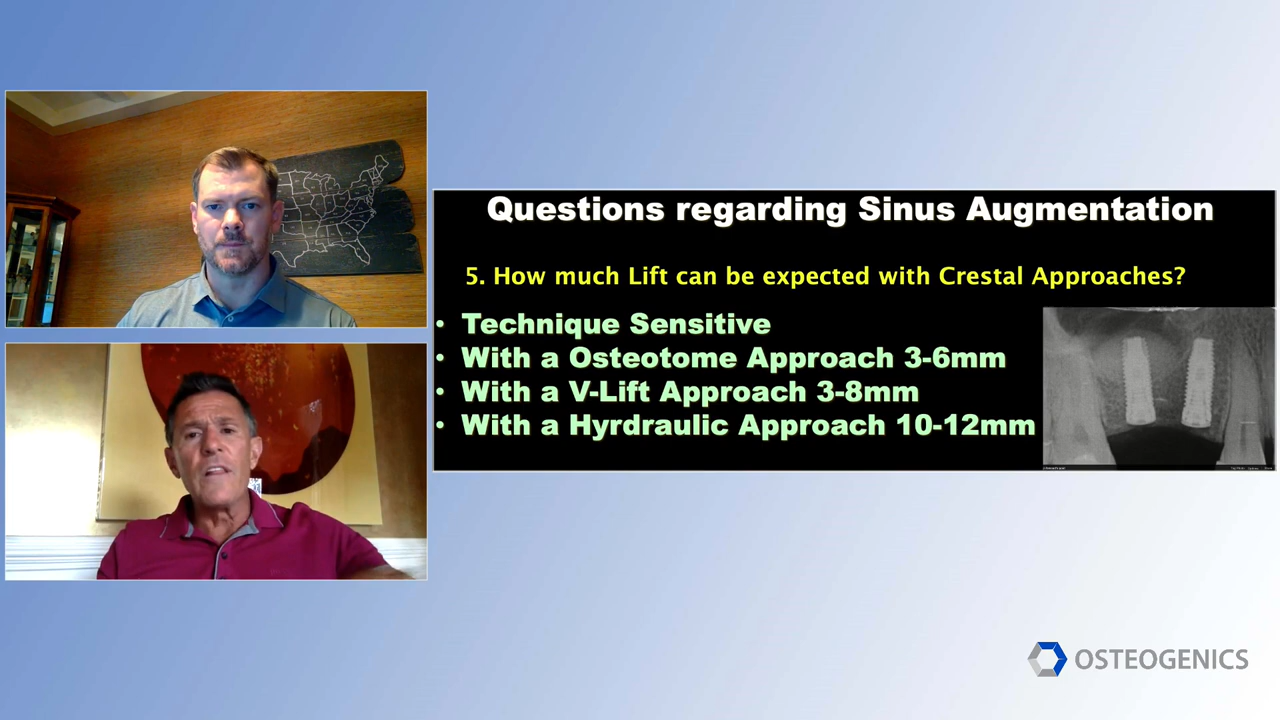 Questions regarding Sinus Augmentation
5. How much Lift can be expected with Crestal Approaches?
• Technique Sensitive
• With a Osteotome Approach 3-6mm
• With a V-Lift Approach 3-8mm
• With a Hyrdraulic Approach 10-12mm
OSTEOGENICS